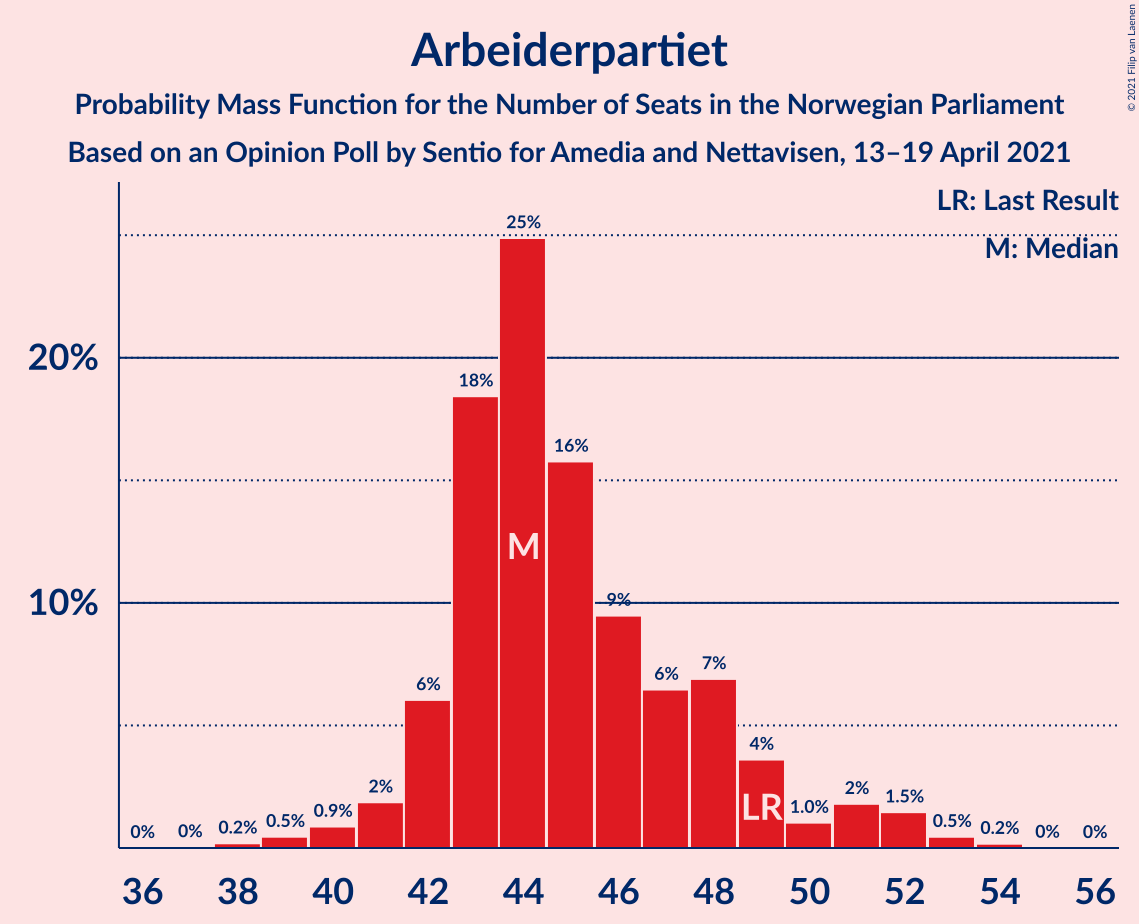 Arbeiderpartiet
Probability Mass Function for the Number of Seats in the Norwegian Parliament
Based on an Opinion Poll by Sentio for Amedia and Nettavisen, 13–19 April 2021
© 2021 Filip van Laenen
LR: Last Result
M: Median
20%
10%
0% 0% 0.2% 0.5% 0.9% 2% 6% 18% 25% 16% 9% 6% 7% 4% 1.0% 2% 1.5% 0.5% 0.2% 0% 0%
M
LR
36 38 40 42 44 46 48 50 52 54 56